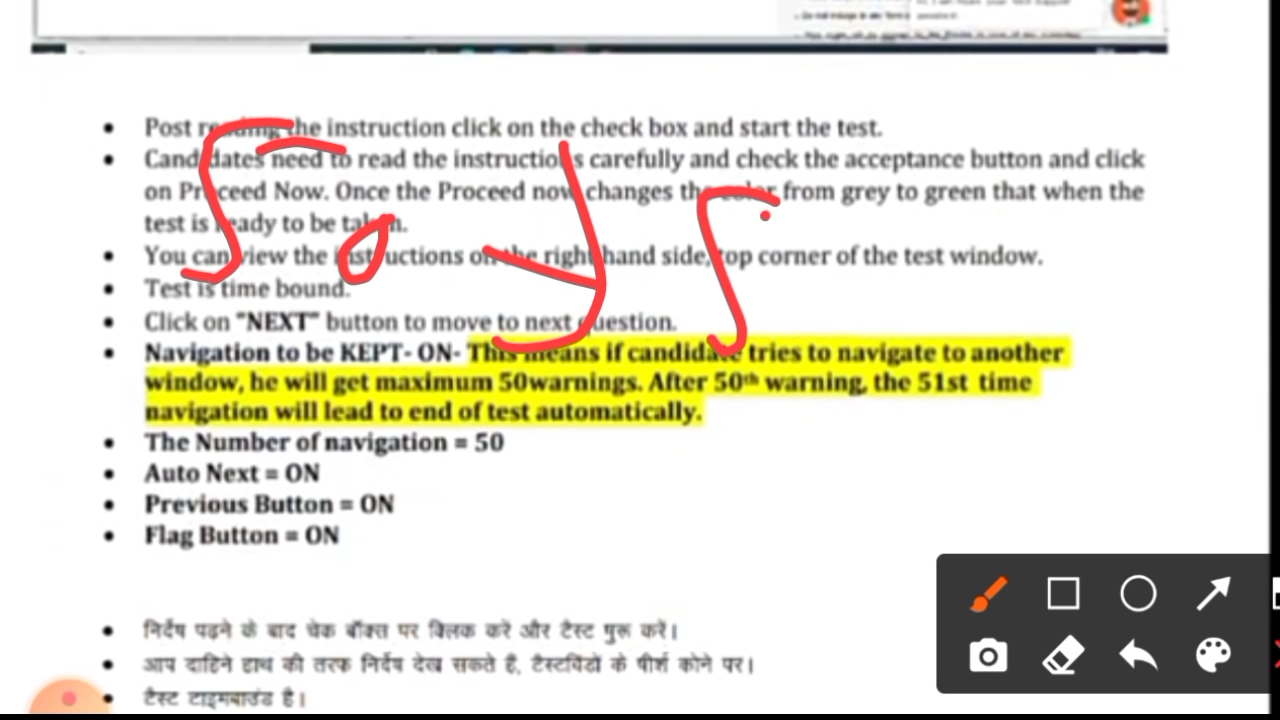 • Post reading the instruction click on the check box and start the test.
• Candidates need to read the instructions carefully and check the acceptance button and click
on Proceed Now. Once the Proceed now changes the color from grey to green that when the
test is ready to be taken.
• You can view the instructions on the right hand side, top corner of the test window.
• Test is time bound.
• Click on "NEXT" button to move to next question.
• Navigation to be KEPT- ON- This means if candidate tries to navigate to another
window, he will get maximum 50warnings. After 50th warning, the 51st time
navigation will lead to end of test automatically.
• The Number of navigation = 50
• Auto Next = ON
• Previous Button = ON
• Flag Button = ON
• निर्देष पढ़ने के बाद चेक बॉक्स पर क्लिक करें और टैस्ट शुरू करें।
• आप दाहिने हाथ की तरफ निर्देष देख सकते हैं, टैस्टविंडो के शीर्श कोने पर।
• टैस्ट टाइमबाउंड है।